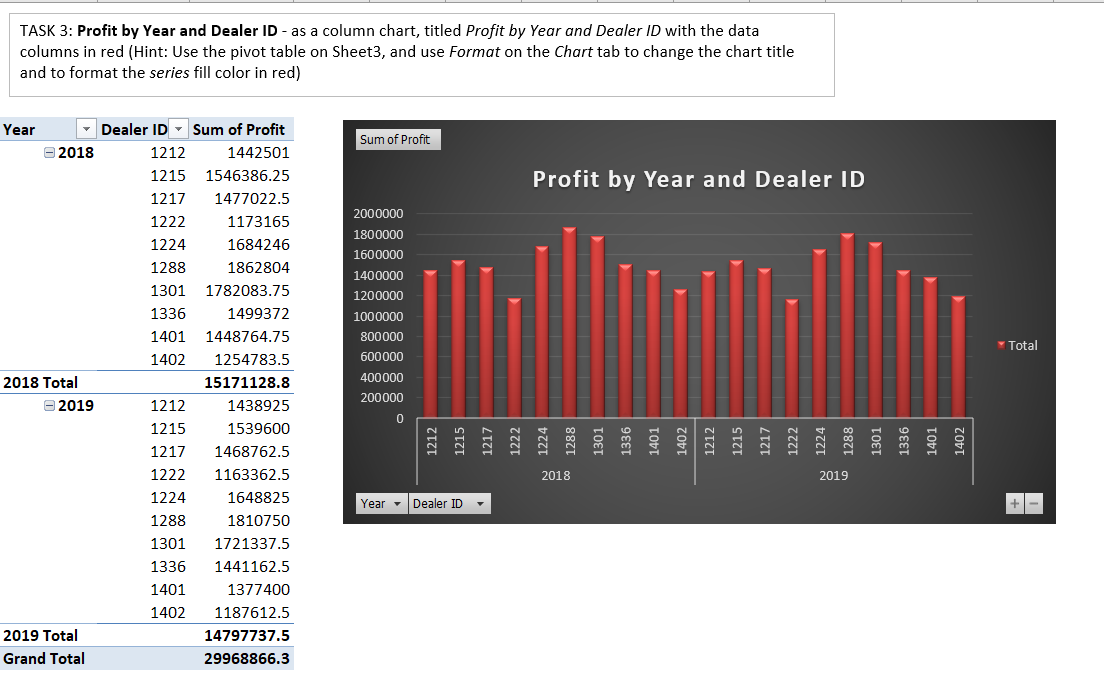 TASK 3: Profit by Year and Dealer ID - as a column chart, titled Profit by Year and Dealer ID with the data
columns in red (Hint: Use the pivot table on Sheet3, and use Format on the Chart tab to change the chart title
and to format the series fill color in red)
Year Dealer ID Sum of Profit
2018 1212 1442501
1215 1546386.25
1217 1477022.5
1222 1173165
1224 1684246
1288 1862804
1301 1782083.75
1336 1499372
1401 1448764.75
1402 1254783.5
2018 Total 15171128.8
2019 1212 1438925
1215 1539600
1217 1468762.5
1222 1163362.5
1224 1648825
1288 1810750
1301 1721337.5
1336 1441162.5
1401 1377400
1402 1187612.5
2019 Total 14797737.5
Grand Total 29968866.3
Sum of Profit
Profit by Year and Dealer ID
2000000
1800000
1600000
1400000
1200000
1000000
800000
600000
400000
200000
0
1212 1215 1217 1222 1224 1288 1301 1336 1401 1402 1212 1215 1217 1222 1224 1288 1301 1336 1401 1402
2018 2019
Total
Year Dealer ID
+ −